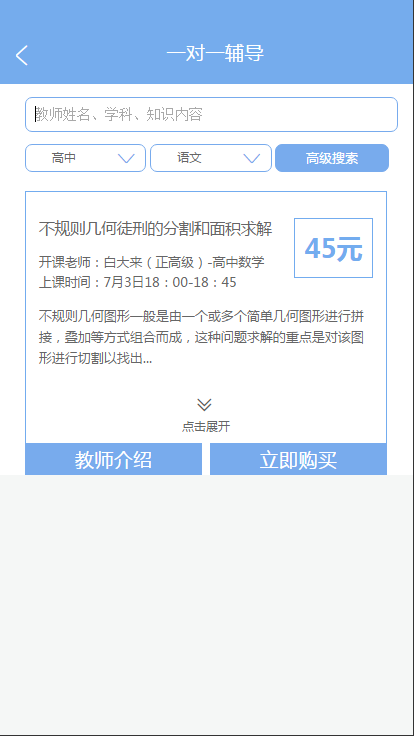 一对一辅导
教师姓名、学科、知识内容
高中 语文 高级搜索
不规则几何徒刑的分割和面积求解
45元
开课老师：白大来（正高级）-高中数学
上课时间：7月3日18：00-18：45
不规则几何图形一般是由一个或多个简单几何图形进行拼
接，叠加等方式组合而成，这种问题求解的重点是对该图
形进行切割以找出...
点击展开
教师介绍 立即购买